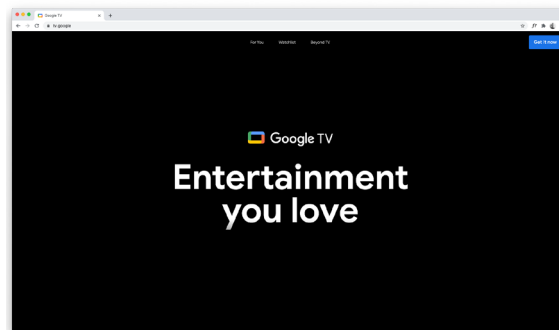 Google TV
tv.google
For You Watchlist Beyond TV
Get it now
Google TV
Entertainment
you love